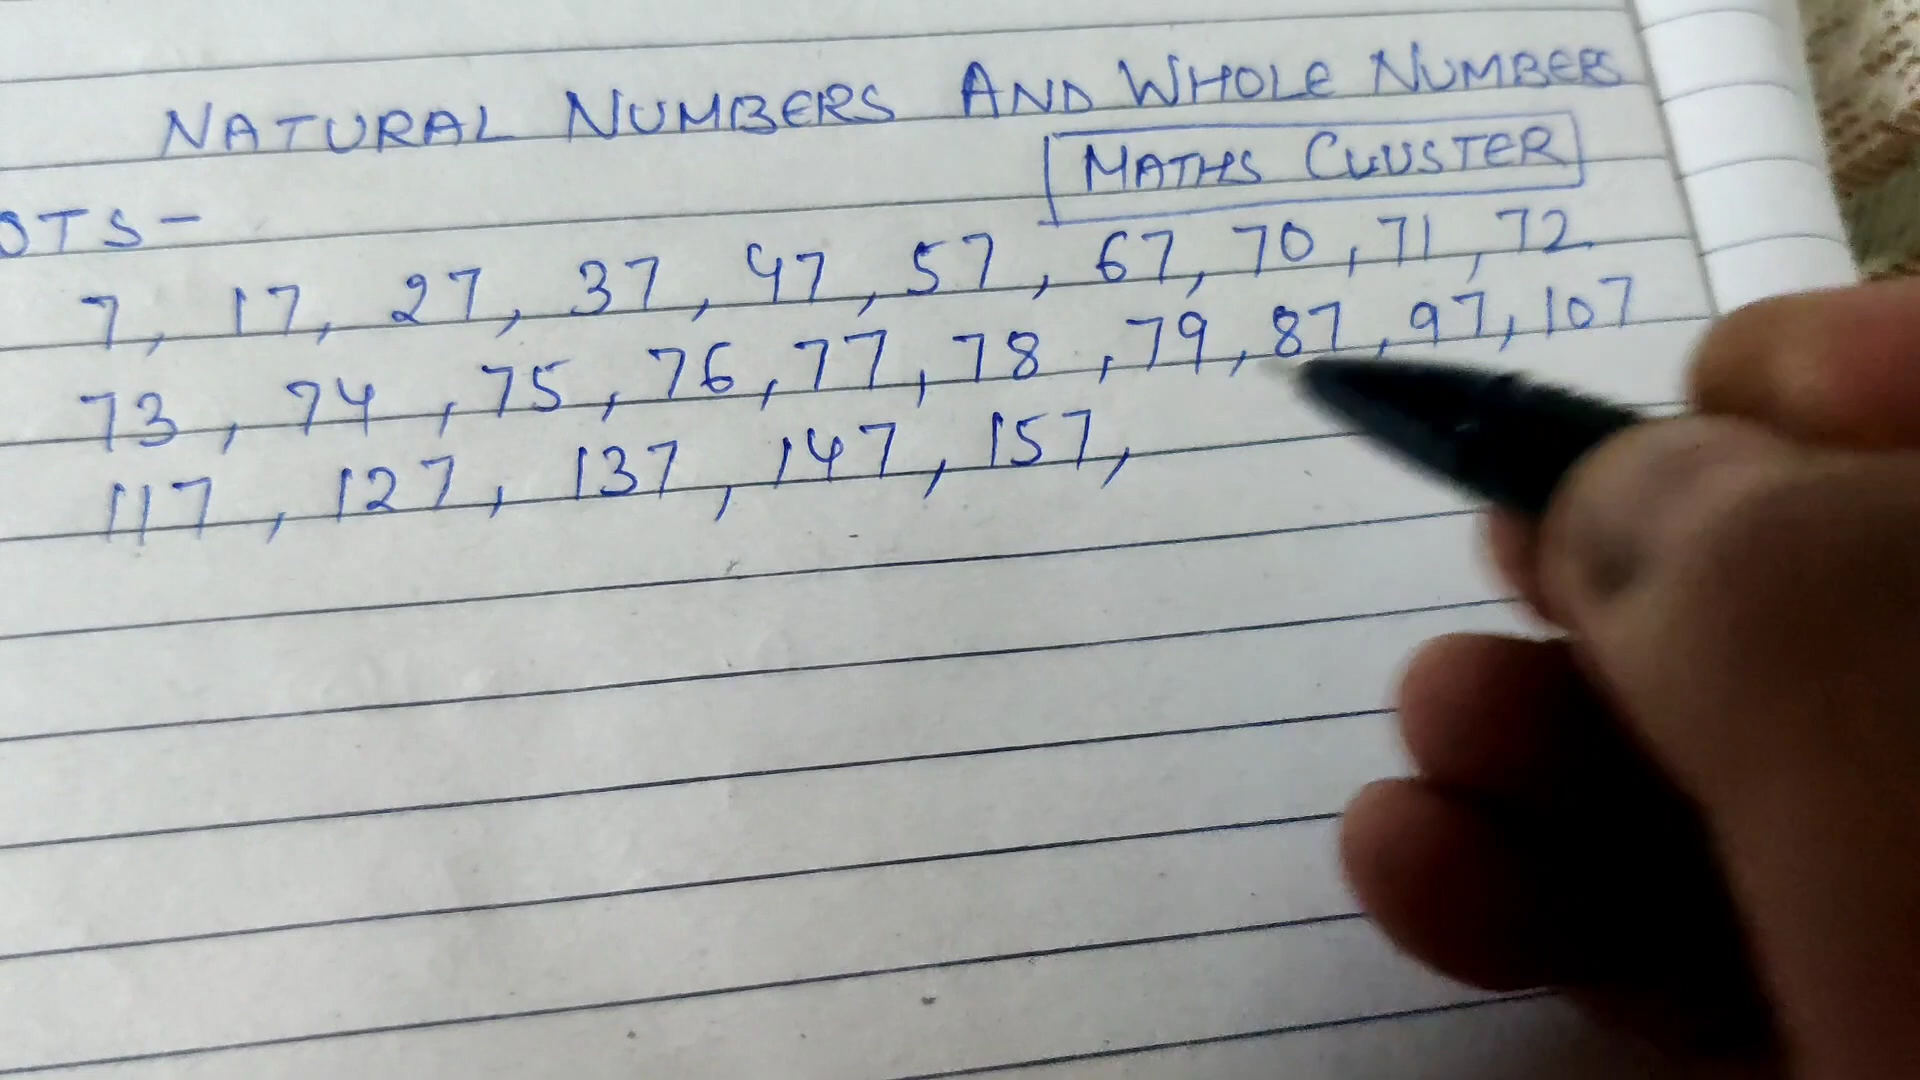 NATURAL NUMBERS AND WHOLE NUMBERS
MATHS CLUSTER
OTS-
7, 17, 27, 37, 47, 57, 67, 70, 71, 72
73, 74, 75, 76, 77, 78, 79, 87, 97, 107
117, 127, 137, 147, 157,